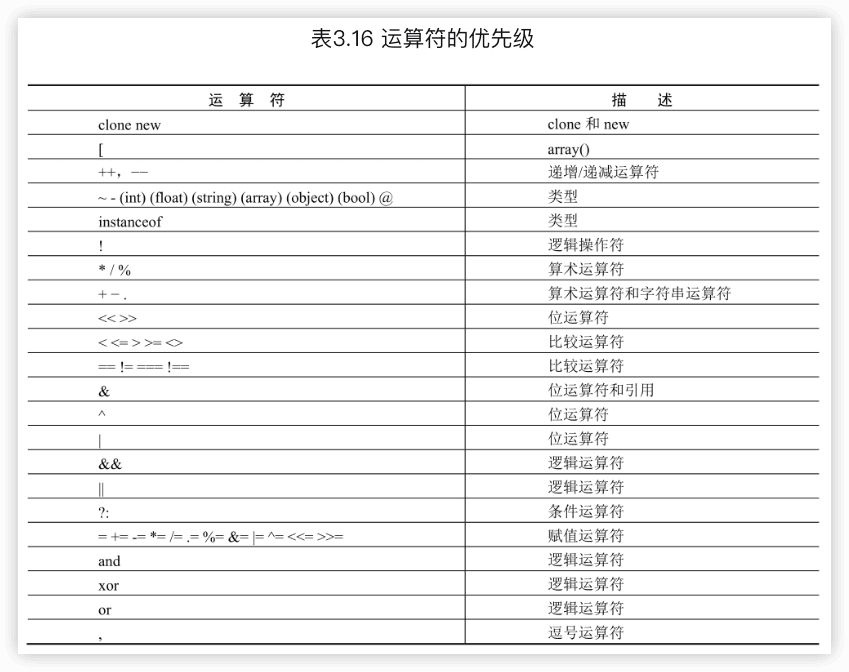 表3.16 运算符的优先级
运 算 符 描 述
clone new clone 和 new
[ array()
++，−− 递增/递减运算符
~ - (int) (float) (string) (array) (object) (bool) @ 类型
instanceof 类型
! 逻辑操作符
* / % 算术运算符
+ − . 算术运算符和字符串运算符
<< >> 位运算符
< <= > >= <> 比较运算符
== != === !== 比较运算符
& 位运算符和引用
^ 位运算符
| 位运算符
&& 逻辑运算符
|| 逻辑运算符
?: 条件运算符
= += -= *= /= .= %= &= |= ^= <<= >>= 赋值运算符
and 逻辑运算符
xor 逻辑运算符
or 逻辑运算符
, 逗号运算符